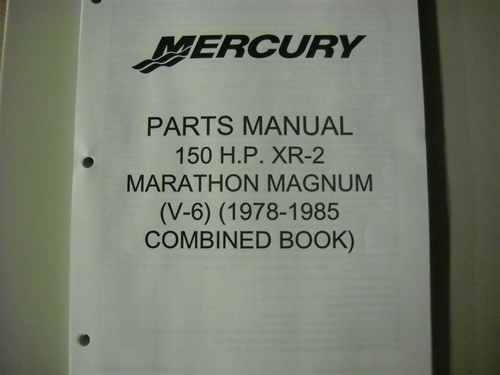 MERCURY
PARTS MANUAL
150 H.P. XR-2
MARATHON MAGNUM
(V-6) (1978-1985
COMBINED BOOK)